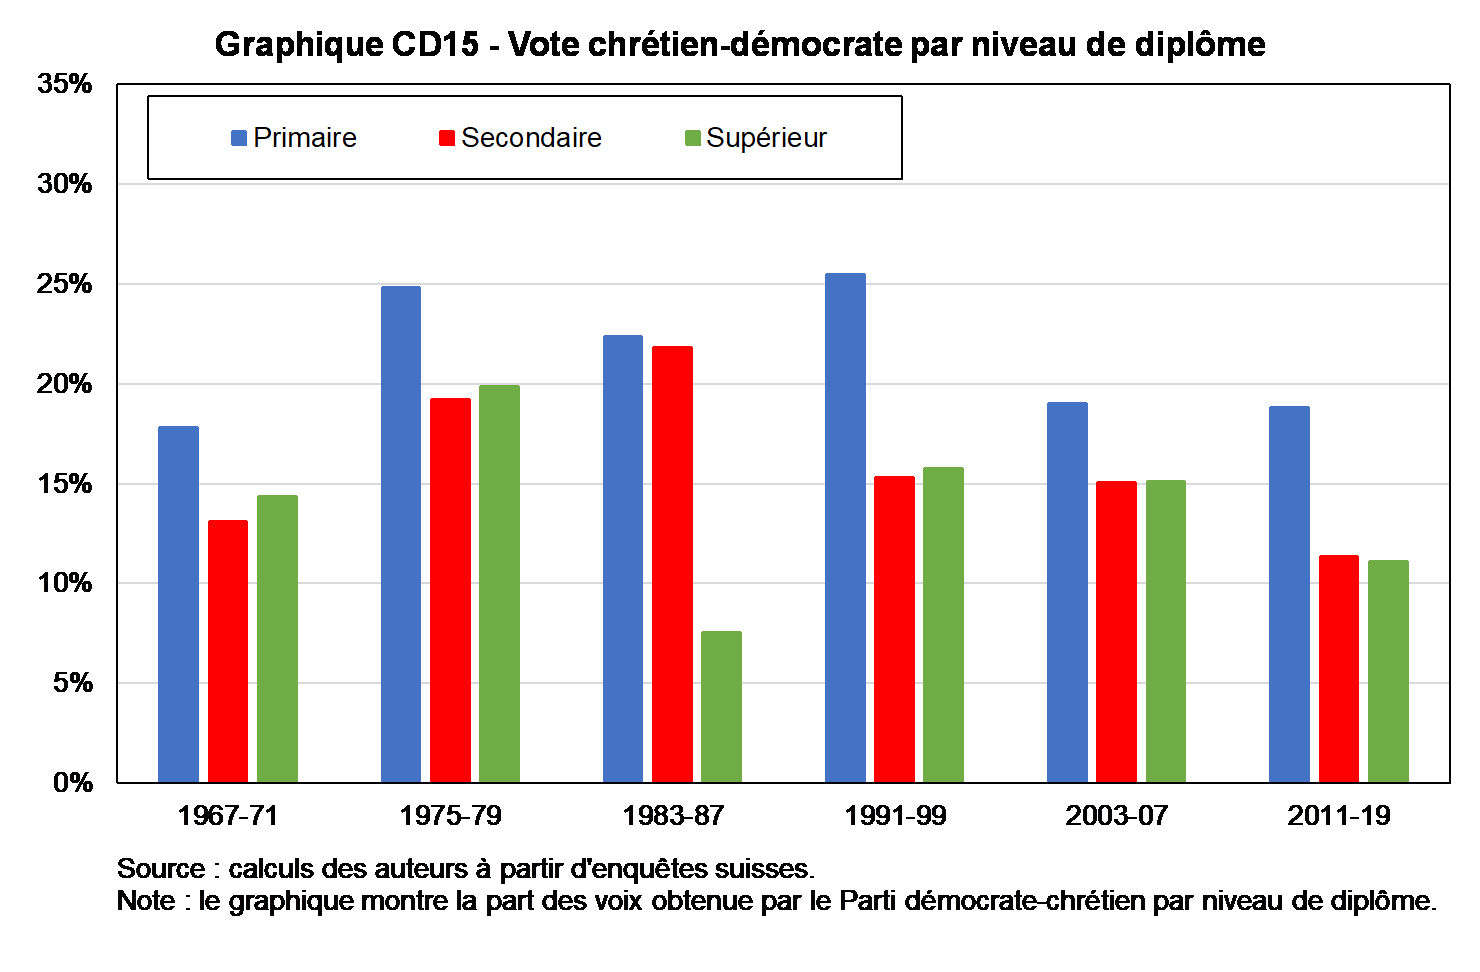 Graphique CD15 - Vote chrétien-démocrate par niveau de diplôme
35%
Primaire Secondaire Supérieur
30%
25%
20%
15%
10%
5%
0%
1967-71 1975-79 1983-87 1991-99 2003-07 2011-19
Source : calculs des auteurs à partir d'enquêtes suisses.
Note : le graphique montre la part des voix obtenue par le Parti démocrate-chrétien par niveau de diplôme.